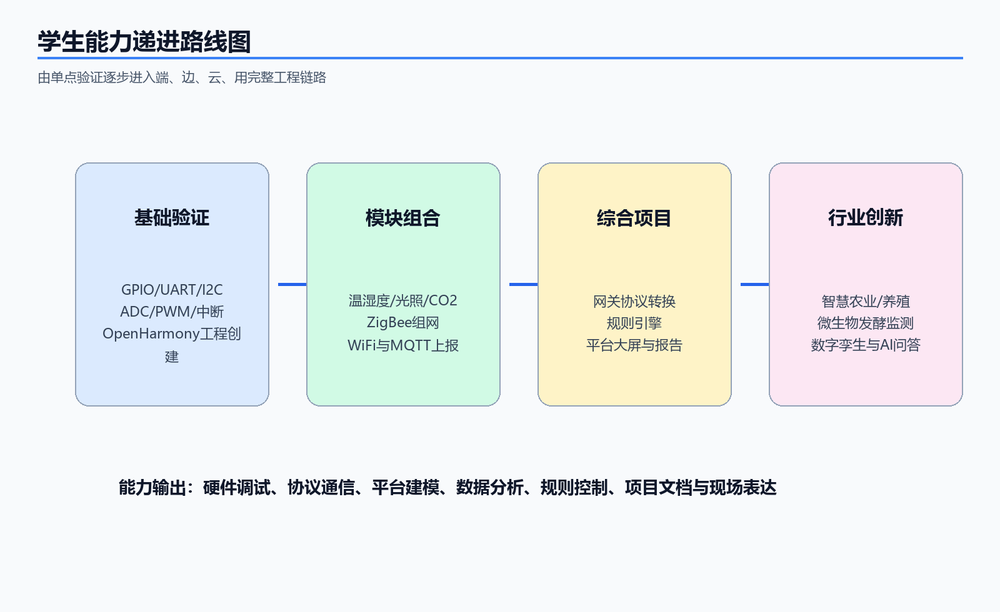 学生能力递进路线图
由单点验证逐步进入端、边、云、用完整工程链路
基础验证
GPIO/UART/I2C
ADC/PWM/中断
OpenHarmony工程创
建
模块组合
温湿度/光照/CO2
ZigBee组网
WiFi与MQTT上报
综合项目
网关协议转换
规则引擎
平台大屏与报告
行业创新
智慧农业/养殖
微生物发酵监测
数字孪生与AI问答
能力输出：硬件调试、协议通信、平台建模、数据分析、规则控制、项目文档与现场表达